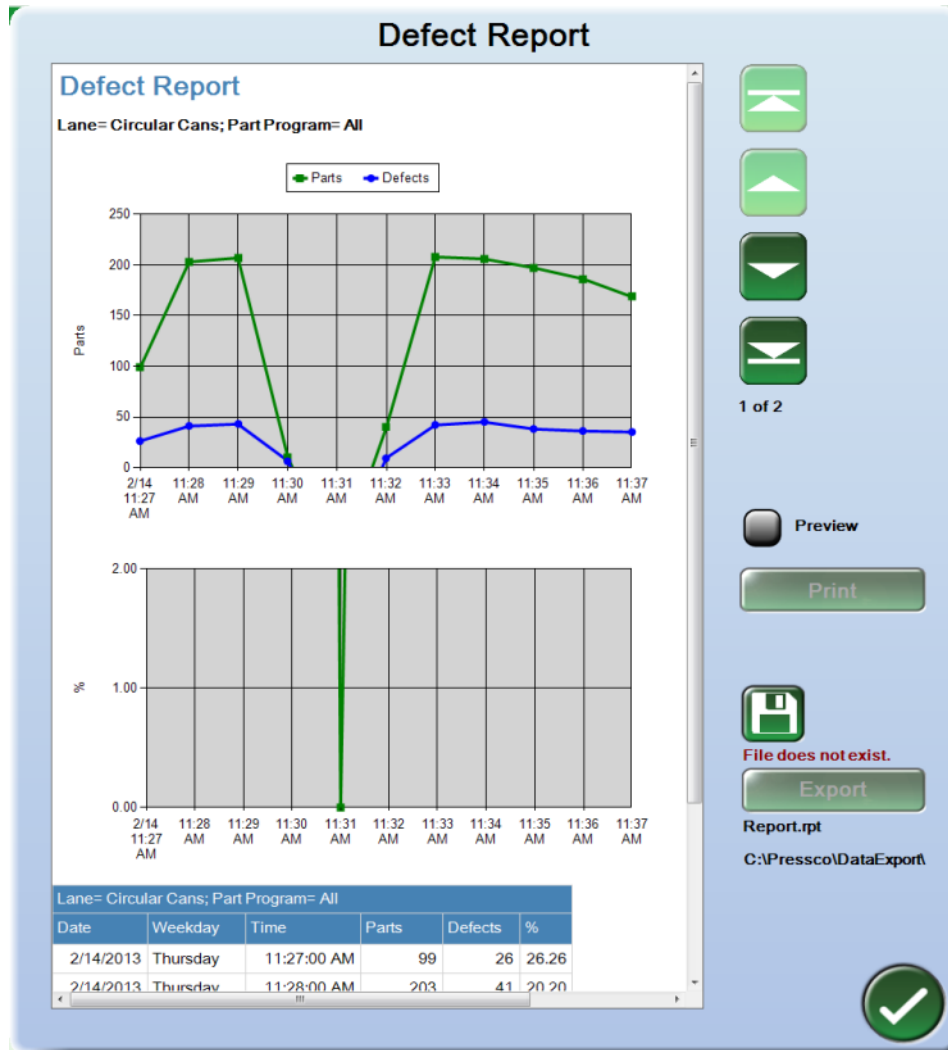 Defect Report
Defect Report
Lane= Circular Cans; Part Program= All
Parts Defects
250
200
150
100
50
0
Parts
2/14 11:28 11:29 11:30 11:31 11:32 11:33 11:34 11:35 11:36 11:37
11:27 AM AM AM AM AM AM AM AM AM AM
AM
2.00
1.00
0.00
%
2/14 11:28 11:29 11:30 11:31 11:32 11:33 11:34 11:35 11:36 11:37
11:27 AM AM AM AM AM AM AM AM AM AM
AM
Lane= Circular Cans; Part Program= All
Date Weekday Time Parts Defects %
2/14/2013 Thursday 11:27:00 AM 99 26 26.26
2/14/2013 Thursday 11:28:00 AM 203 41 20.20
1 of 2
Preview
Print
File does not exist.
Export
Report.rpt
C:\Pressco\DataExport\